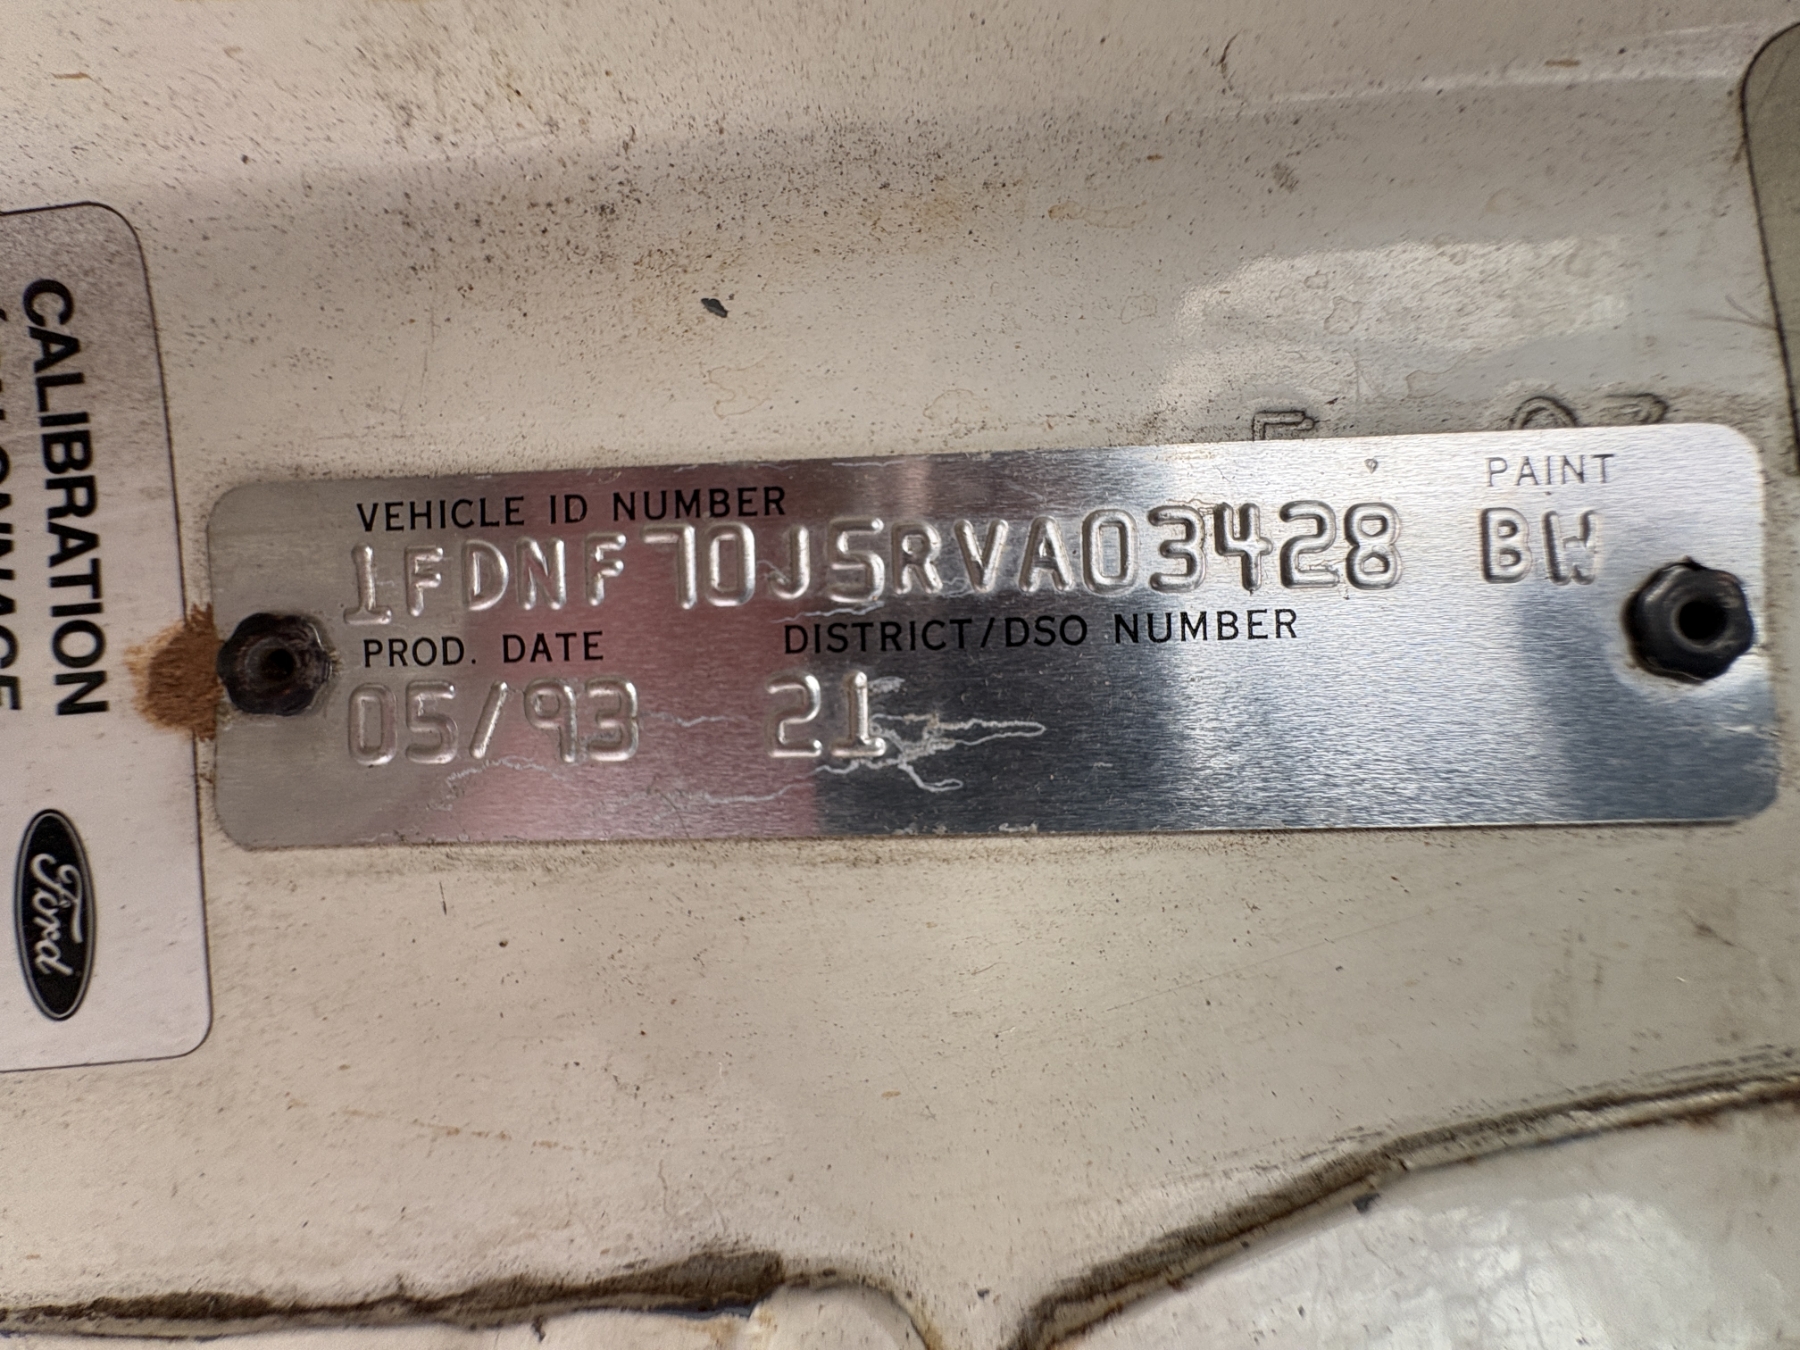 VEHICLE ID NUMBER
PAINT
1FDNF70J5RVA03428 BW
PROD. DATE DISTRICT/DSO NUMBER
05/93 21
CALIBRATION
Ford